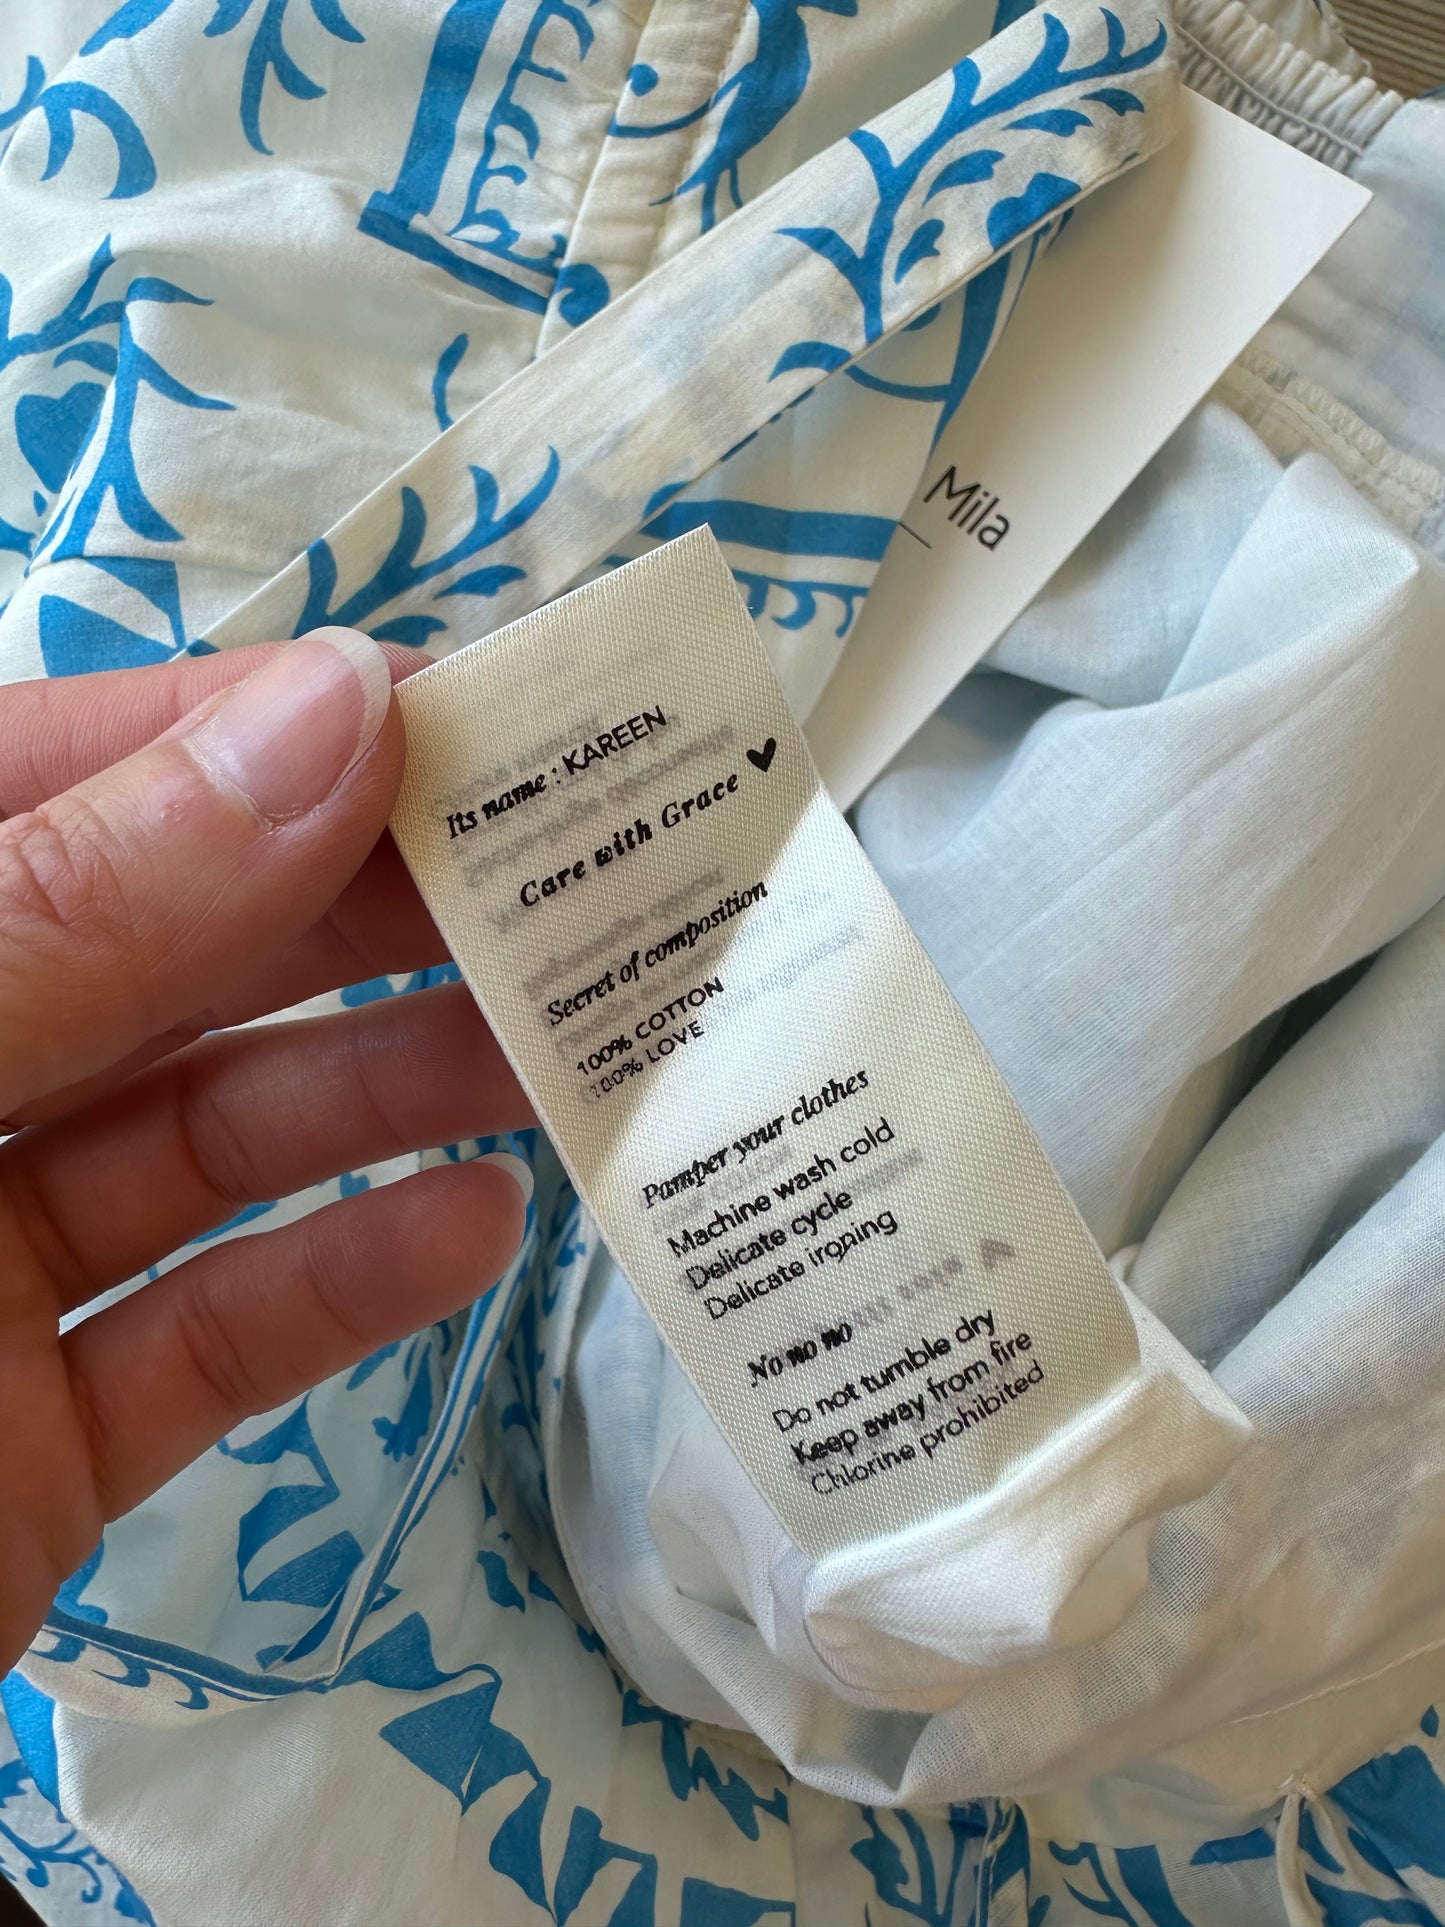 Mila
Its name : KAREEN
Care with Grace ♥
Secret of composition
100% COTTON
100% LOVE
Pamper your clothes
Machine wash cold
Delicate cycle
Delicate ironing
No no no
Do not tumble dry
Keep away from fire
Chlorine prohibited